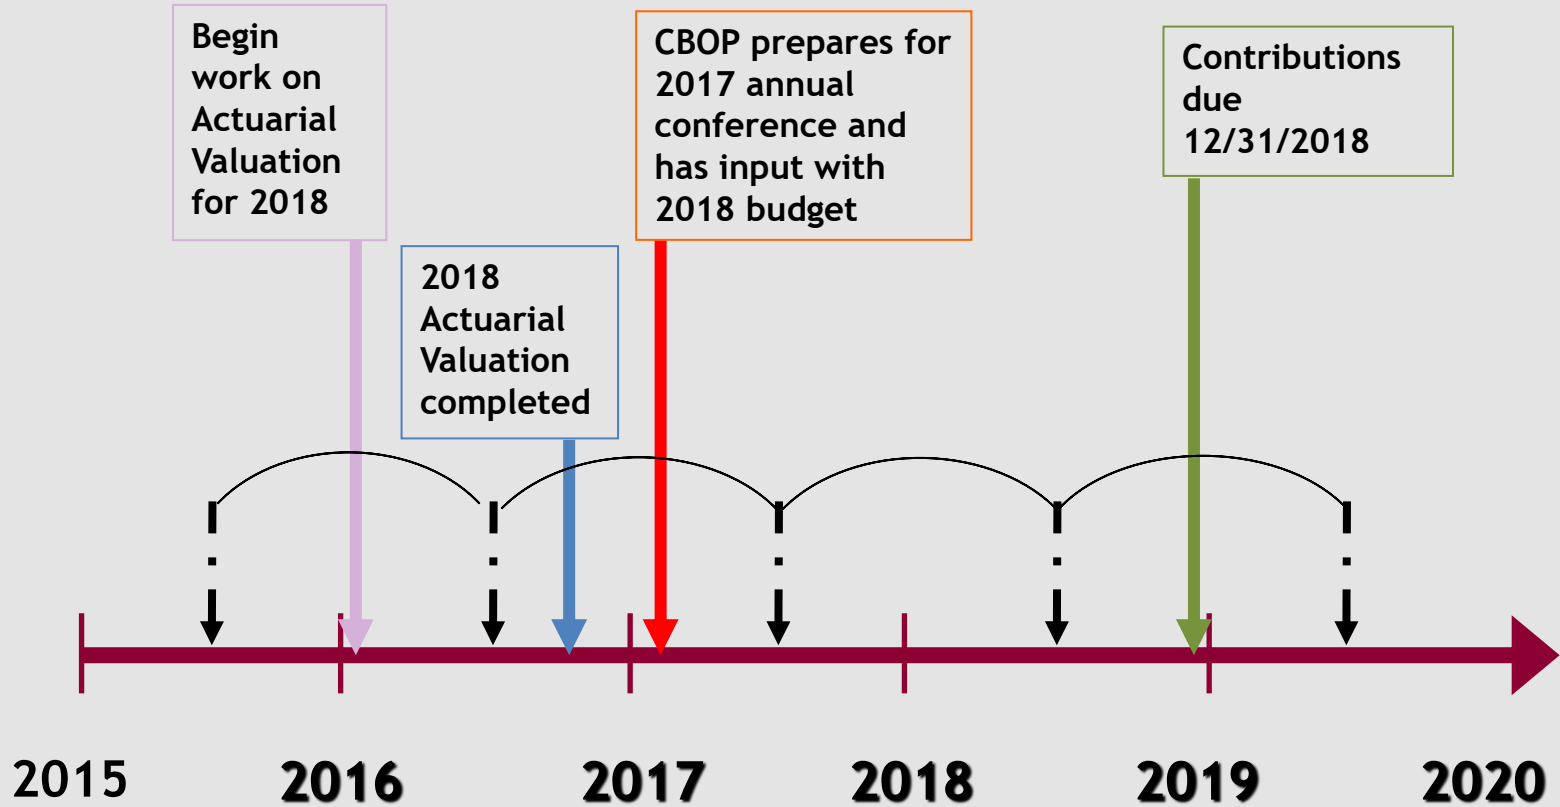 Begin
work on
Actuarial
Valuation
for 2018
2018
Actuarial
Valuation
completed
CBOP prepares for
2017 annual
conference and
has input with
2018 budget
Contributions
due
12/31/2018
2015
2016
2017
2018
2019
2020